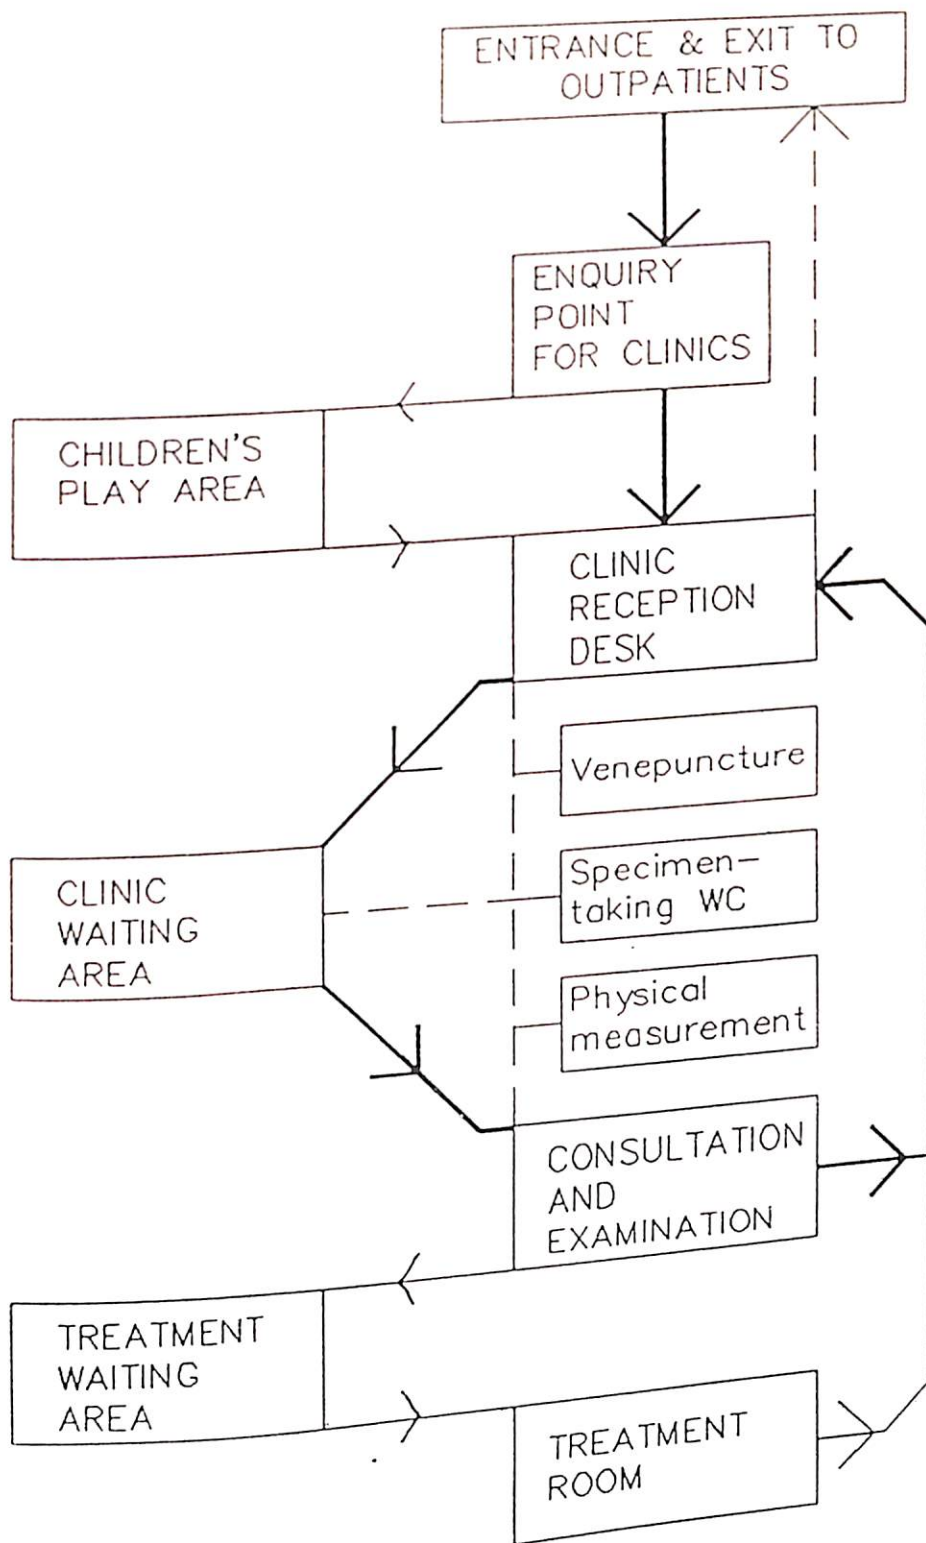 ENTRANCE & EXIT TO
OUTPATIENTS
ENQUIRY
POINT
FOR CLINICS
CHILDREN'S
PLAY AREA
CLINIC
RECEPTION
DESK
Venepuncture
CLINIC
WAITING
AREA
Specimen-
taking WC
Physical
measurement
CONSULTATION
AND
EXAMINATION
TREATMENT
WAITING
AREA
TREATMENT
ROOM